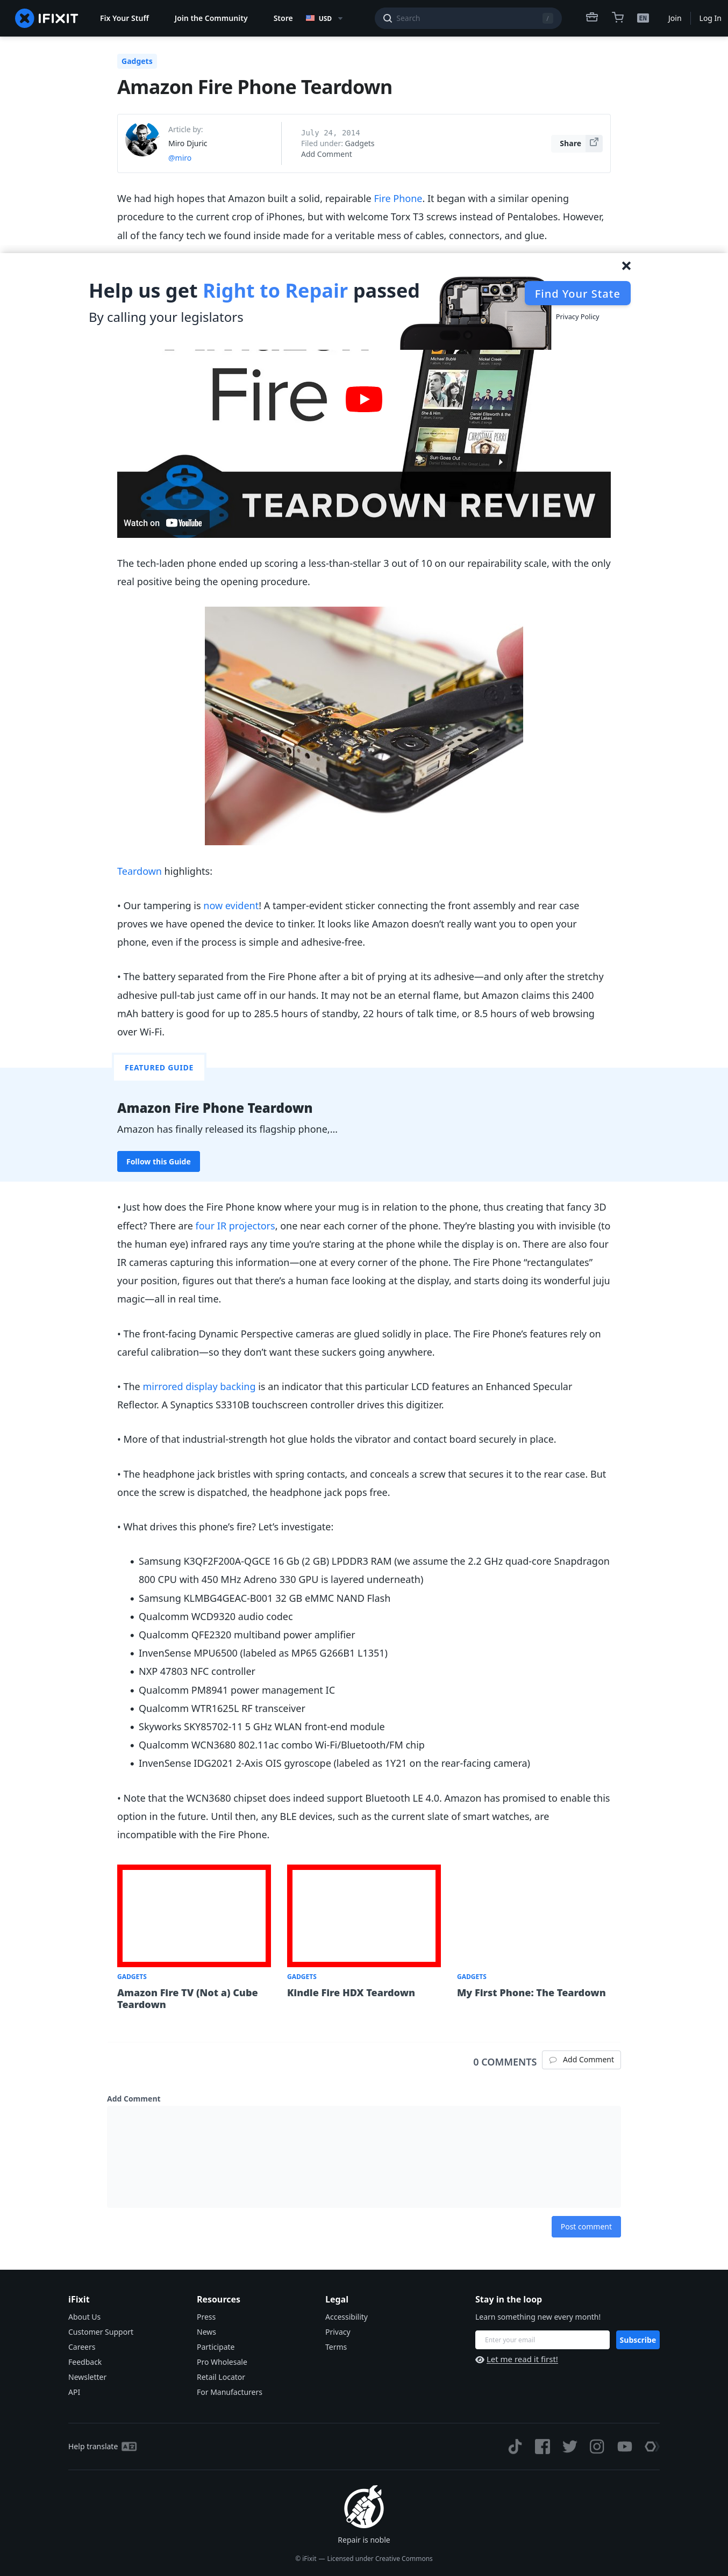 IFIXIT
Fix Your Stuff
Join the Community
Store
USD
Search
/
EN
Join
Log In
Gadgets
Amazon Fire Phone Teardown
Article by:
Miro Djuric
@miro
July 24, 2014
Filed under: Gadgets
Add Comment
Share
We had high hopes that Amazon built a solid, repairable Fire Phone. It began with a similar opening
procedure to the current crop of iPhones, but with welcome Torx T3 screws instead of Pentalobes. However,
all of the fancy tech we found inside made for a veritable mess of cables, connectors, and glue.
Help us get Right to Repair passed
By calling your legislators
Find Your State
Privacy Policy
Fire
Michael Bublé
Nickel Creek
She & Him
Daniel Ellsworth & the Great Lakes
CHRISTINA PERRI
Sun Goes Out
TEARDOWN REVIEW
Watch on YouTube
The tech-laden phone ended up scoring a less-than-stellar 3 out of 10 on our repairability scale, with the only
real positive being the opening procedure.
Teardown highlights:
• Our tampering is now evident! A tamper-evident sticker connecting the front assembly and rear case
proves we have opened the device to tinker. It looks like Amazon doesn’t really want you to open your
phone, even if the process is simple and adhesive-free.
• The battery separated from the Fire Phone after a bit of prying at its adhesive—and only after the stretchy
adhesive pull-tab just came off in our hands. It may not be an eternal flame, but Amazon claims this 2400
mAh battery is good for up to 285.5 hours of standby, 22 hours of talk time, or 8.5 hours of web browsing
over Wi-Fi.
FEATURED GUIDE
Amazon Fire Phone Teardown
Amazon has finally released its flagship phone,...
Follow this Guide
• Just how does the Fire Phone know where your mug is in relation to the phone, thus creating that fancy 3D
effect? There are four IR projectors, one near each corner of the phone. They’re blasting you with invisible (to
the human eye) infrared rays any time you’re staring at the phone while the display is on. There are also four
IR cameras capturing this information—one at every corner of the phone. The Fire Phone “rectangulates”
your position, figures out that there’s a human face looking at the display, and starts doing its wonderful juju
magic—all in real time.
• The front-facing Dynamic Perspective cameras are glued solidly in place. The Fire Phone’s features rely on
careful calibration—so they don’t want these suckers going anywhere.
• The mirrored display backing is an indicator that this particular LCD features an Enhanced Specular
Reflector. A Synaptics S3310B touchscreen controller drives this digitizer.
• More of that industrial-strength hot glue holds the vibrator and contact board securely in place.
• The headphone jack bristles with spring contacts, and conceals a screw that secures it to the rear case. But
once the screw is dispatched, the headphone jack pops free.
• What drives this phone’s fire? Let’s investigate:
• Samsung K3QF2F200A-QGCE 16 Gb (2 GB) LPDDR3 RAM (we assume the 2.2 GHz quad-core Snapdragon
800 CPU with 450 MHz Adreno 330 GPU is layered underneath)
• Samsung KLMBG4GEAC-B001 32 GB eMMC NAND Flash
• Qualcomm WCD9320 audio codec
• Qualcomm QFE2320 multiband power amplifier
• InvenSense MPU6500 (labeled as MP65 G266B1 L1351)
• NXP 47803 NFC controller
• Qualcomm PM8941 power management IC
• Qualcomm WTR1625L RF transceiver
• Skyworks SKY85702-11 5 GHz WLAN front-end module
• Qualcomm WCN3680 802.11ac combo Wi-Fi/Bluetooth/FM chip
• InvenSense IDG2021 2-Axis OIS gyroscope (labeled as 1Y21 on the rear-facing camera)
• Note that the WCN3680 chipset does indeed support Bluetooth LE 4.0. Amazon has promised to enable this
option in the future. Until then, any BLE devices, such as the current slate of smart watches, are
incompatible with the Fire Phone.
GADGETS
Amazon Fire TV (Not a) Cube
Teardown
GADGETS
Kindle Fire HDX Teardown
GADGETS
My First Phone: The Teardown
0 COMMENTS
Add Comment
Add Comment
Post comment
iFixit
About Us
Customer Support
Careers
Feedback
Newsletter
API
Resources
Press
News
Participate
Pro Wholesale
Retail Locator
For Manufacturers
Legal
Accessibility
Privacy
Terms
Stay in the loop
Learn something new every month!
Enter your email
Subscribe
Let me read it first!
Help translate
Repair is noble
© iFixit — Licensed under Creative Commons